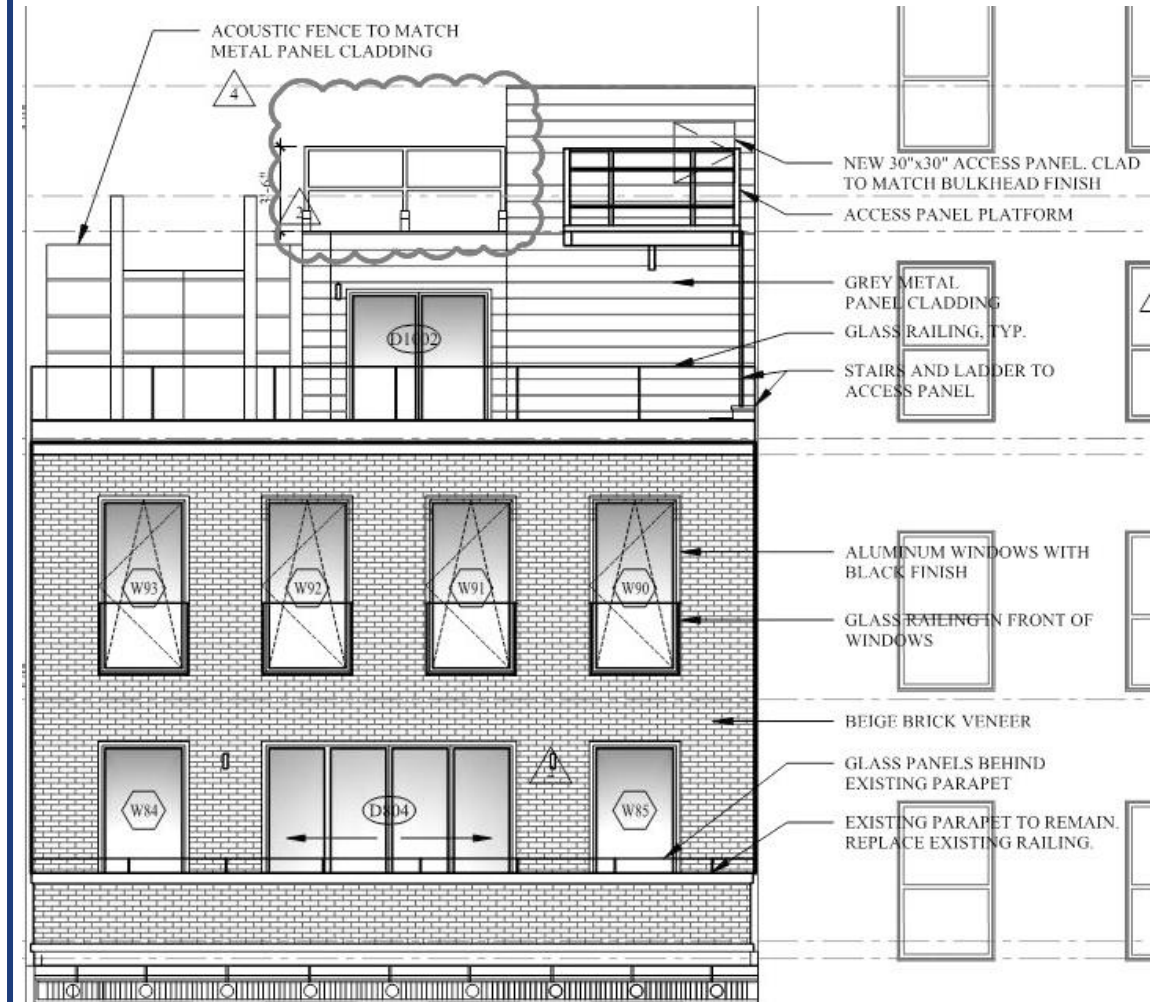 ACOUSTIC FENCE TO MATCH
METAL PANEL CLADDING
4
3'-6"
2
NEW 30"x30" ACCESS PANEL. CLAD
TO MATCH BULKHEAD FINISH
ACCESS PANEL PLATFORM
GREY METAL
PANEL CLADDING
D1002
GLASS RAILING, TYP.
STAIRS AND LADDER TO
ACCESS PANEL
ALUMINUM WINDOWS WITH
BLACK FINISH
W93 W92 W91 W90
GLASS RAILING IN FRONT OF
WINDOWS
BEIGE BRICK VENEER
GLASS PANELS BEHIND
EXISTING PARAPET
W84 D804 W85
EXISTING PARAPET TO REMAIN.
REPLACE EXISTING RAILING.